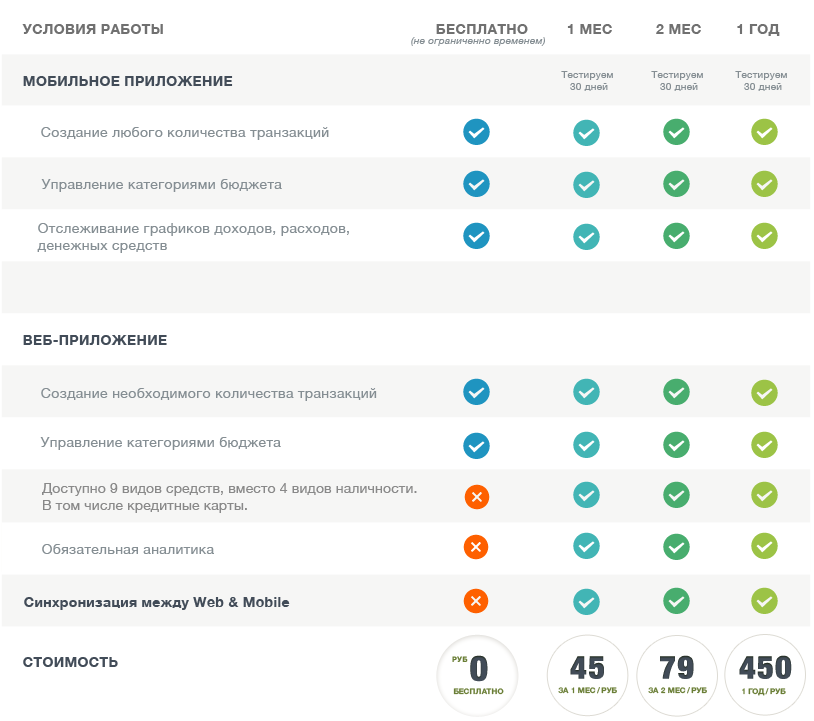 УСЛОВИЯ РАБОТЫ БЕСПЛАТНО 1 МЕС 2 МЕС 1 ГОД
(не ограниченно временем)
МОБИЛЬНОЕ ПРИЛОЖЕНИЕ Тестируем Тестируем Тестируем
30 дней 30 дней 30 дней
Создание любого количества транзакций
Управление категориями бюджета
Отслеживание графиков доходов, расходов,
денежных средств
ВЕБ-ПРИЛОЖЕНИЕ
Создание необходимого количества транзакций
Управление категориями бюджета
Доступно 9 видов средств, вместо 4 видов наличности.
В том числе кредитные карты.
Обязательная аналитика
Синхронизация между Web & Mobile
СТОИМОСТЬ РУБ 0 45 79 450
БЕСПЛАТНО ЗА 1 МЕС / РУБ ЗА 2 МЕС / РУБ 1 ГОД / РУБ